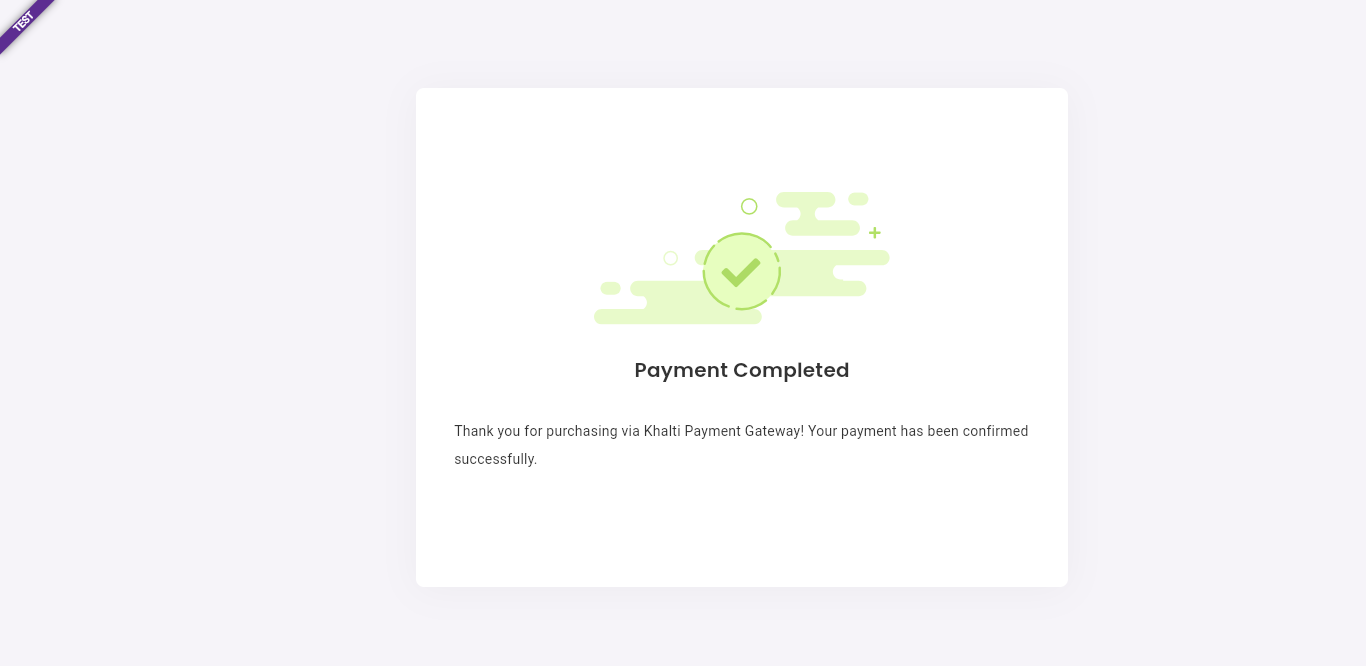 TEST
Payment Completed
Thank you for purchasing via Khalti Payment Gateway! Your payment has been confirmed
successfully.